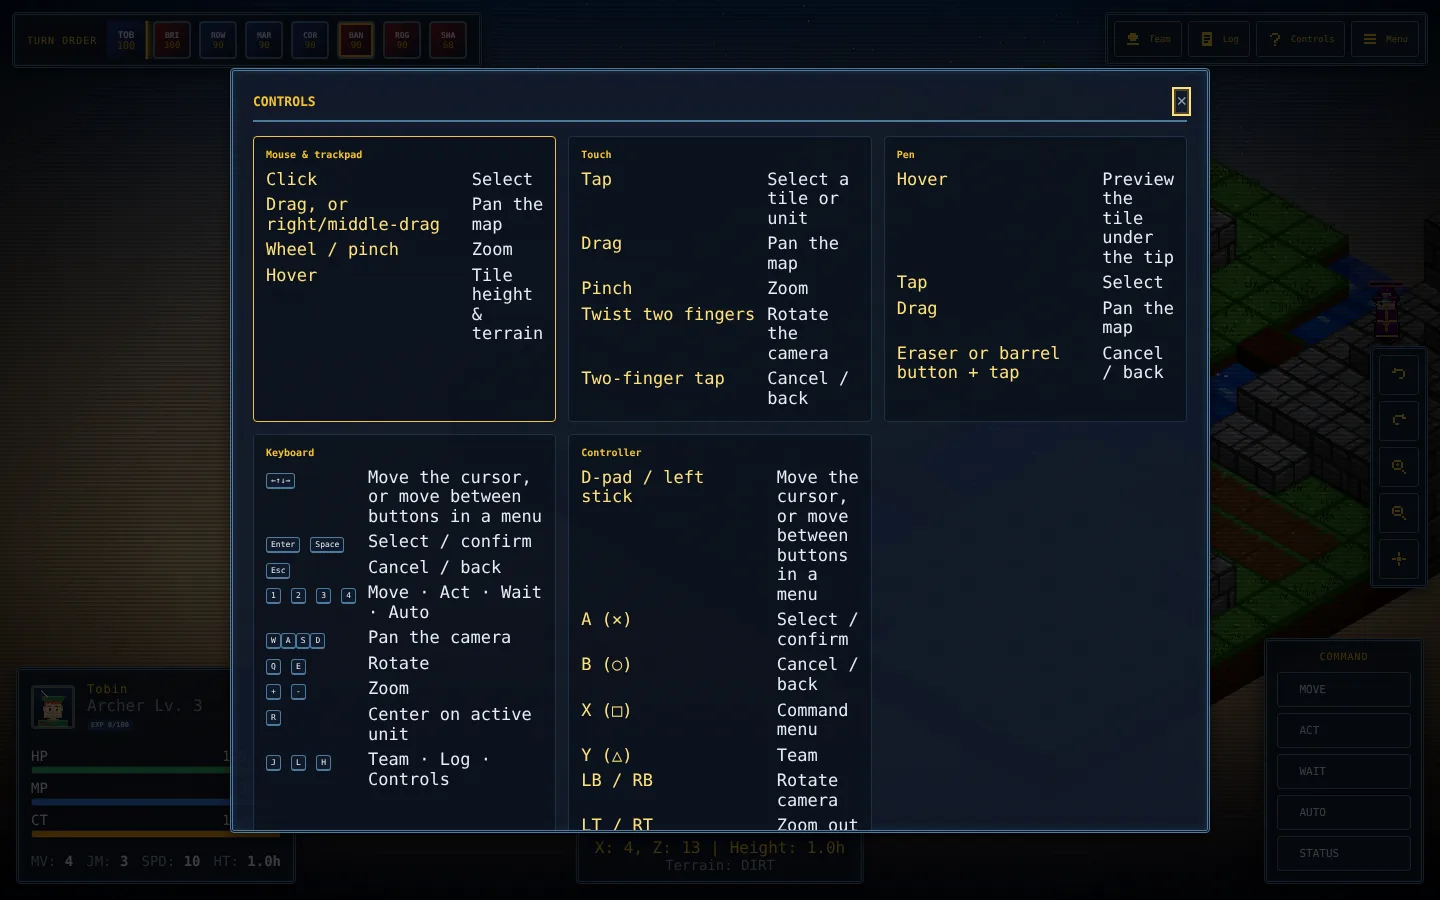 TURN ORDER
TOB
100
BRI
100
ROW
90
MAR
90
COR
90
BAN
90
ROG
90
SHA
68
Team
Log
Controls
Menu
CONTROLS
×
Mouse & trackpad
Click
Select
Drag, or
right/middle-drag
Pan the
map
Wheel / pinch
Zoom
Hover
Tile
height
&
terrain
Touch
Tap
Select a
tile or
unit
Drag
Pan the
map
Pinch
Zoom
Twist two fingers
Rotate
the
camera
Two-finger tap
Cancel /
back
Pen
Hover
Preview
the
tile
under
the tip
Tap
Select
Drag
Pan the
map
Eraser or barrel
button + tap
Cancel
/ back
Keyboard
←↑↓→
Move the cursor,
or move between
buttons in a menu
Enter Space
Select / confirm
Esc
Cancel / back
1 2 3 4
Move · Act · Wait
· Auto
W A S D
Pan the camera
Q E
Rotate
+ -
Zoom
R
Center on active
unit
J L H
Team · Log ·
Controls
Controller
D-pad / left
stick
Move the
cursor,
or move
between
buttons
in a
menu
A (×)
Select /
confirm
B (○)
Cancel /
back
X (□)
Command
menu
Y (△)
Team
LB / RB
Rotate
camera
LT / RT
Zoom out
Tobin
Archer Lv. 3
EXP 0/100
HP
MP
CT
MV: 4 JM: 3 SPD: 10 HT: 1.0h
X: 4, Z: 13 | Height: 1.0h
Terrain: DIRT
COMMAND
MOVE
ACT
WAIT
AUTO
STATUS